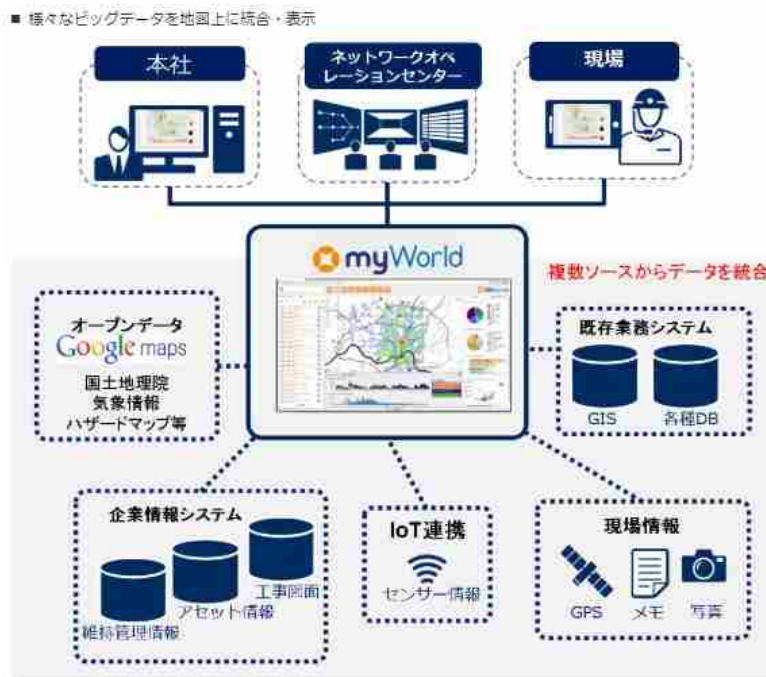 ■ 様々なビッグデータを地図上に統合・表示
本社
ネットワークオペ
レーションセンター
現場
myWorld
複数ソースからデータを統合
オープンデータ
Google maps
国土地理院
気象情報
ハザードマップ等
既存業務システム
GIS
各種DB
企業情報システム
工事図面
アセット情報
維持管理情報
IoT連携
センサー情報
現場情報
GPS
メモ
写真